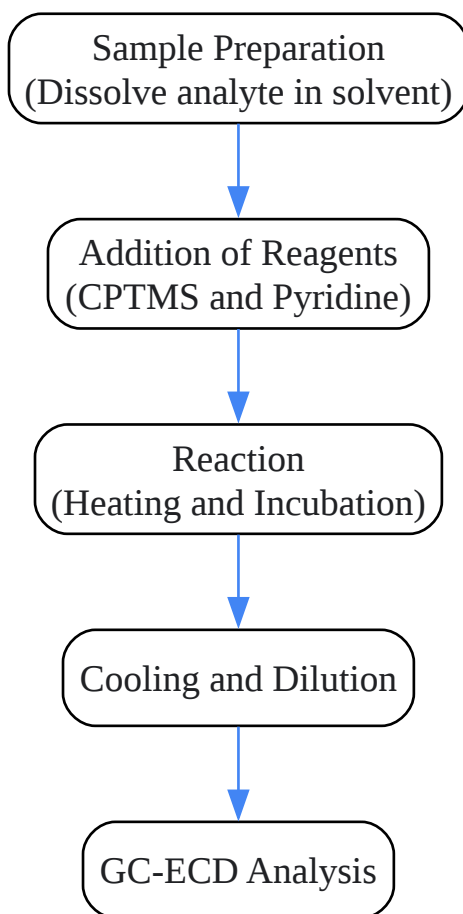 Sample Preparation
(Dissolve analyte in solvent)
Addition of Reagents
(CPTMS and Pyridine)
Reaction
(Heating and Incubation)
Cooling and Dilution
GC-ECD Analysis